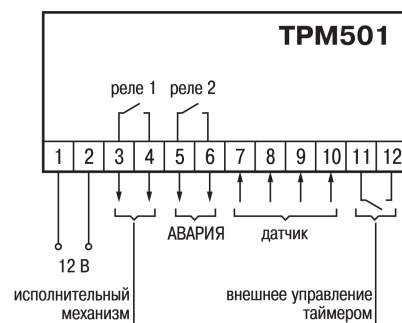 ТРМ501
реле 1 реле 2
1 2 3 4 5 6 7 8 9 10 11 12
12 В
АВАРИЯ
датчик
исполнительный
механизм
внешнее управление
таймером